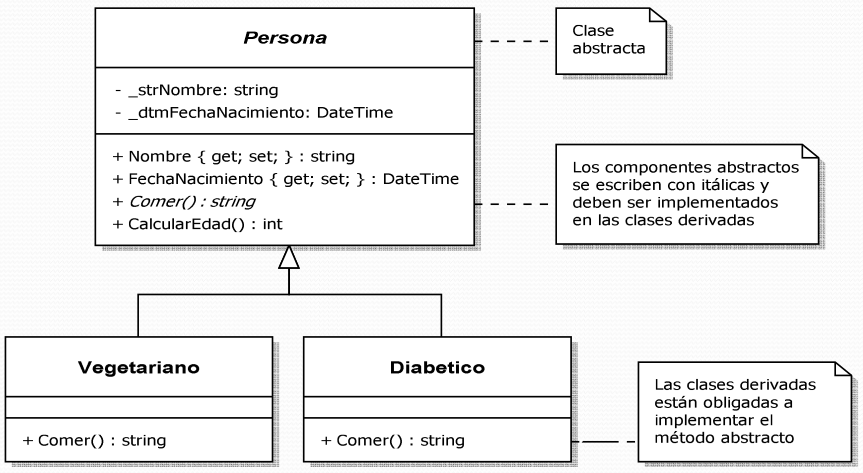 Persona
- _strNombre: string
- _dtmFechaNacimiento: DateTime
+ Nombre { get; set; } : string
+ FechaNacimiento { get; set; } : DateTime
+ Comer() : string
+ CalcularEdad() : int
Clase
abstracta
Los componentes abstractos
se escriben con itálicas y
deben ser implementados
en las clases derivadas
Vegetariano
+ Comer() : string
Diabetico
+ Comer() : string
Las clases derivadas
están obligadas a
implementar el
método abstracto